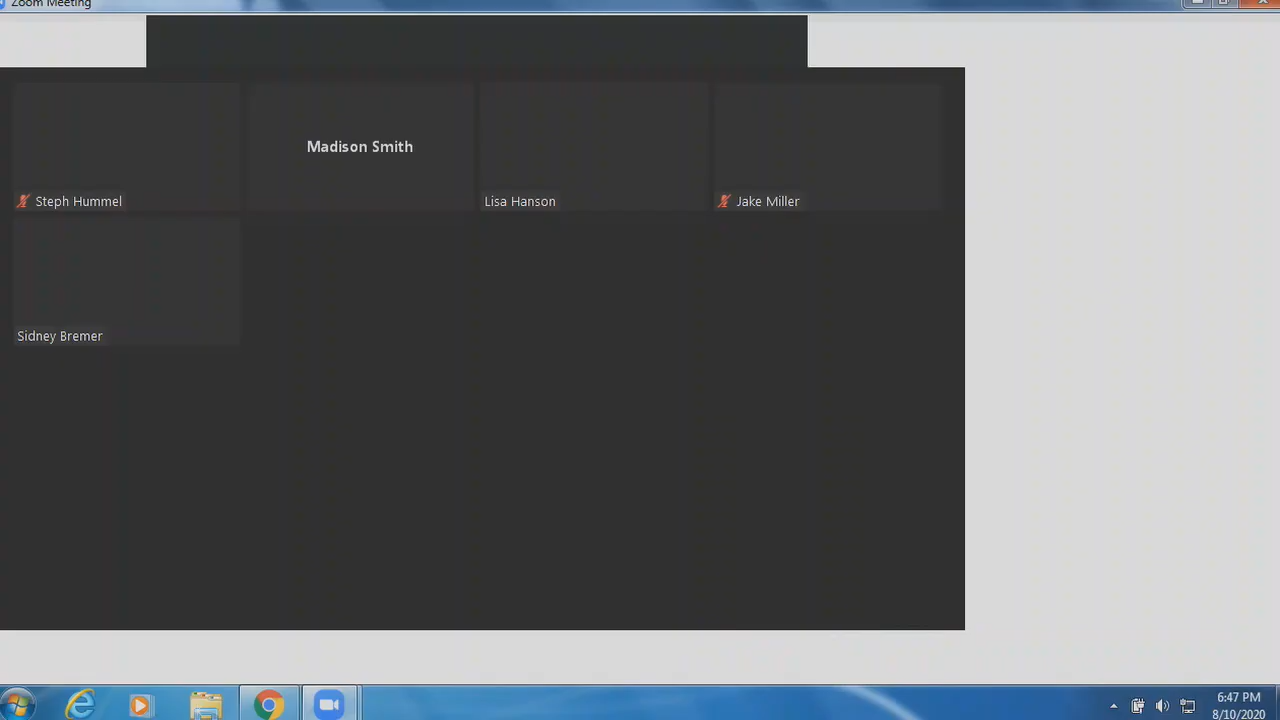 Zoom Meeting
Madison Smith
Steph Hummel
Lisa Hanson
Jake Miller
Sidney Bremer
6:47 PM
8/10/2020